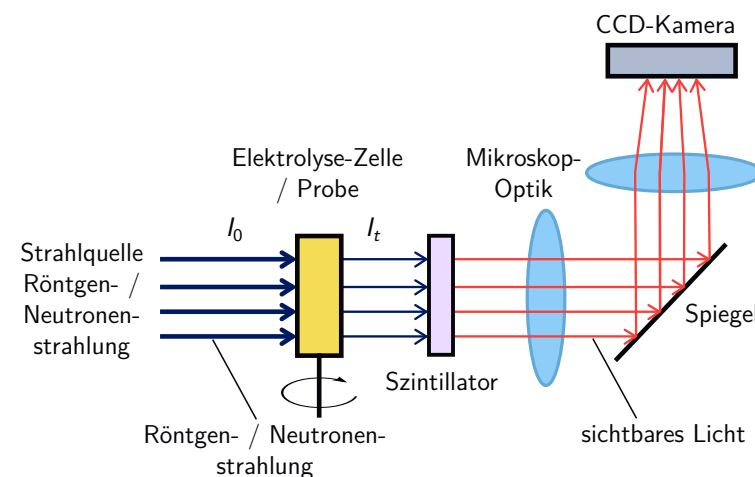 CCD-Kamera
Elektrolyse-Zelle
/ Probe
Mikroskop-
Optik
I0
It
Strahlquelle
Röntgen- /
Neutronen-
strahlung
Spiegel
Szintillator
Röntgen- / Neutronen-
strahlung
sichtbares Licht